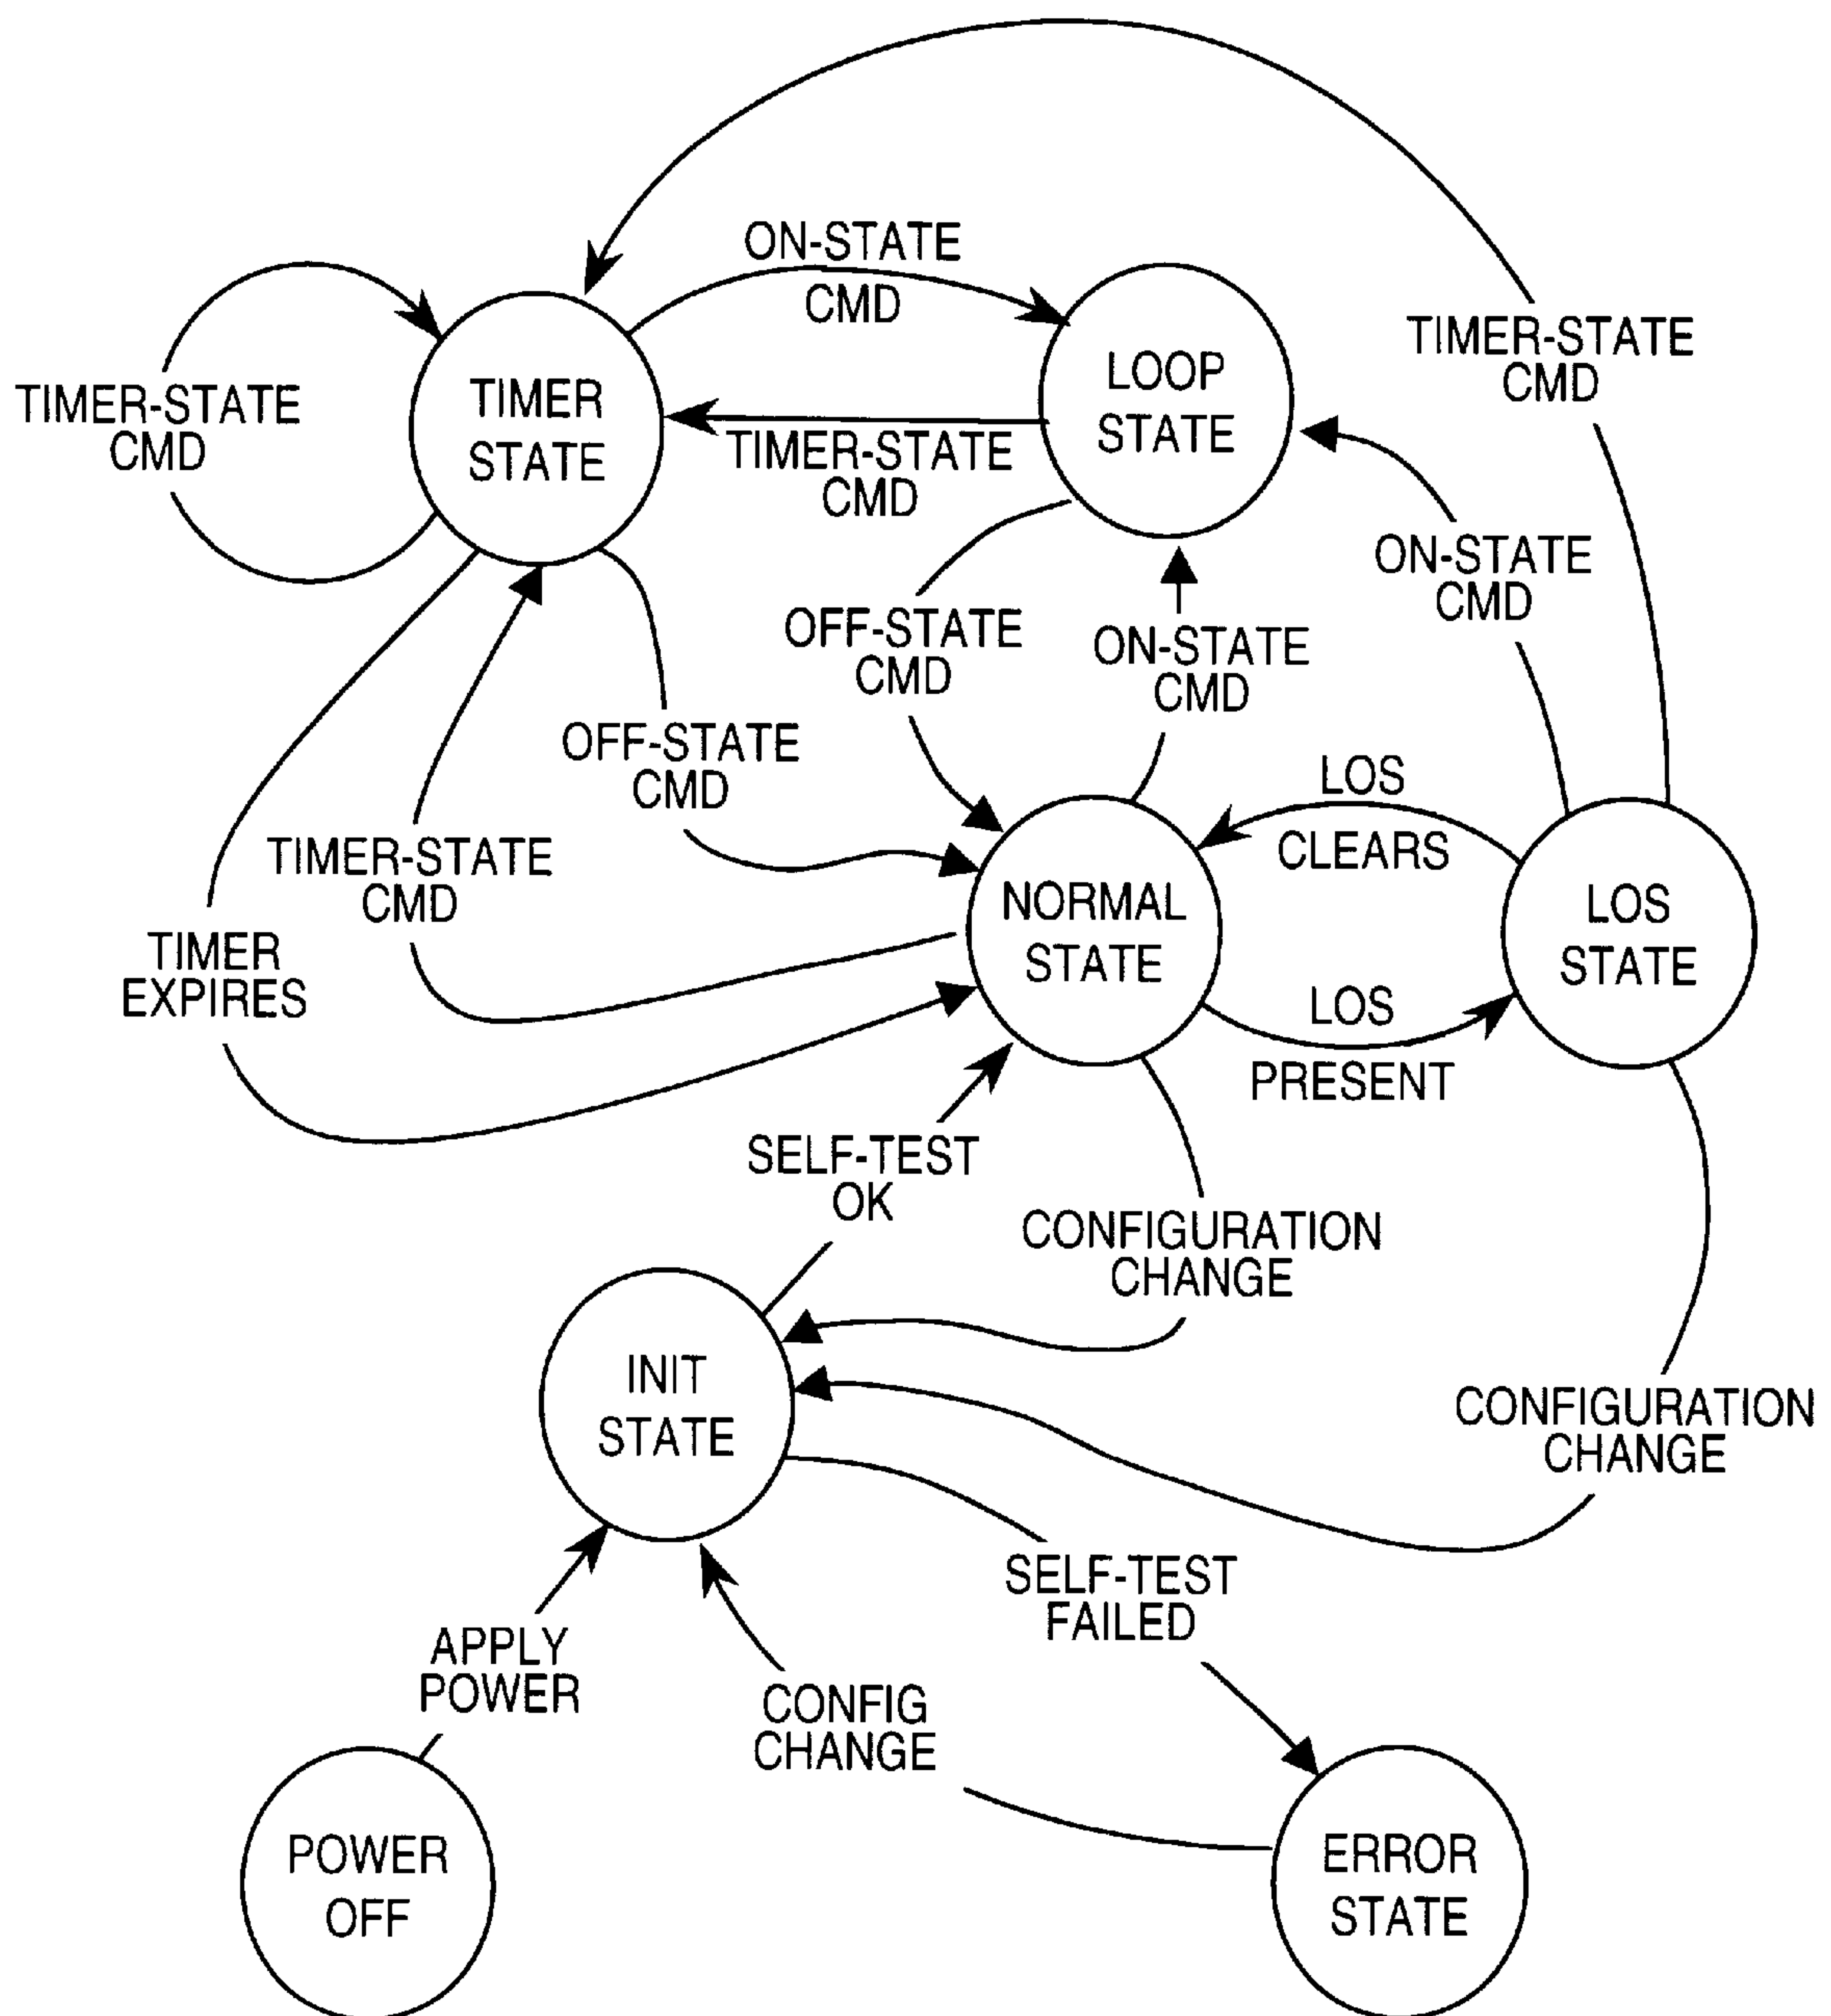 ON-STATE
CMD
TIMER-STATE
CMD
LOOP
STATE
TIMER
STATE
TIMER-STATE
CMD
TIMER-STATE
CMD
ON-STATE
CMD
OFF-STATE
CMD
ON-STATE
CMD
OFF-STATE
CMD
LOS
CLEARS
TIMER-STATE
CMD
NORMAL
STATE
LOS
STATE
TIMER
EXPIRES
LOS
PRESENT
SELF-TEST
OK
CONFIGURATION
CHANGE
INIT
STATE
CONFIGURATION
CHANGE
SELF-TEST
FAILED
APPLY
POWER
CONFIG
CHANGE
POWER
OFF
ERROR
STATE